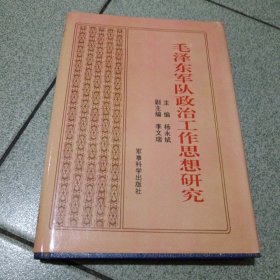 毛泽东军队政治工作思想研究
主编 杨永斌
副主编 李文瑞
军事科学出版社